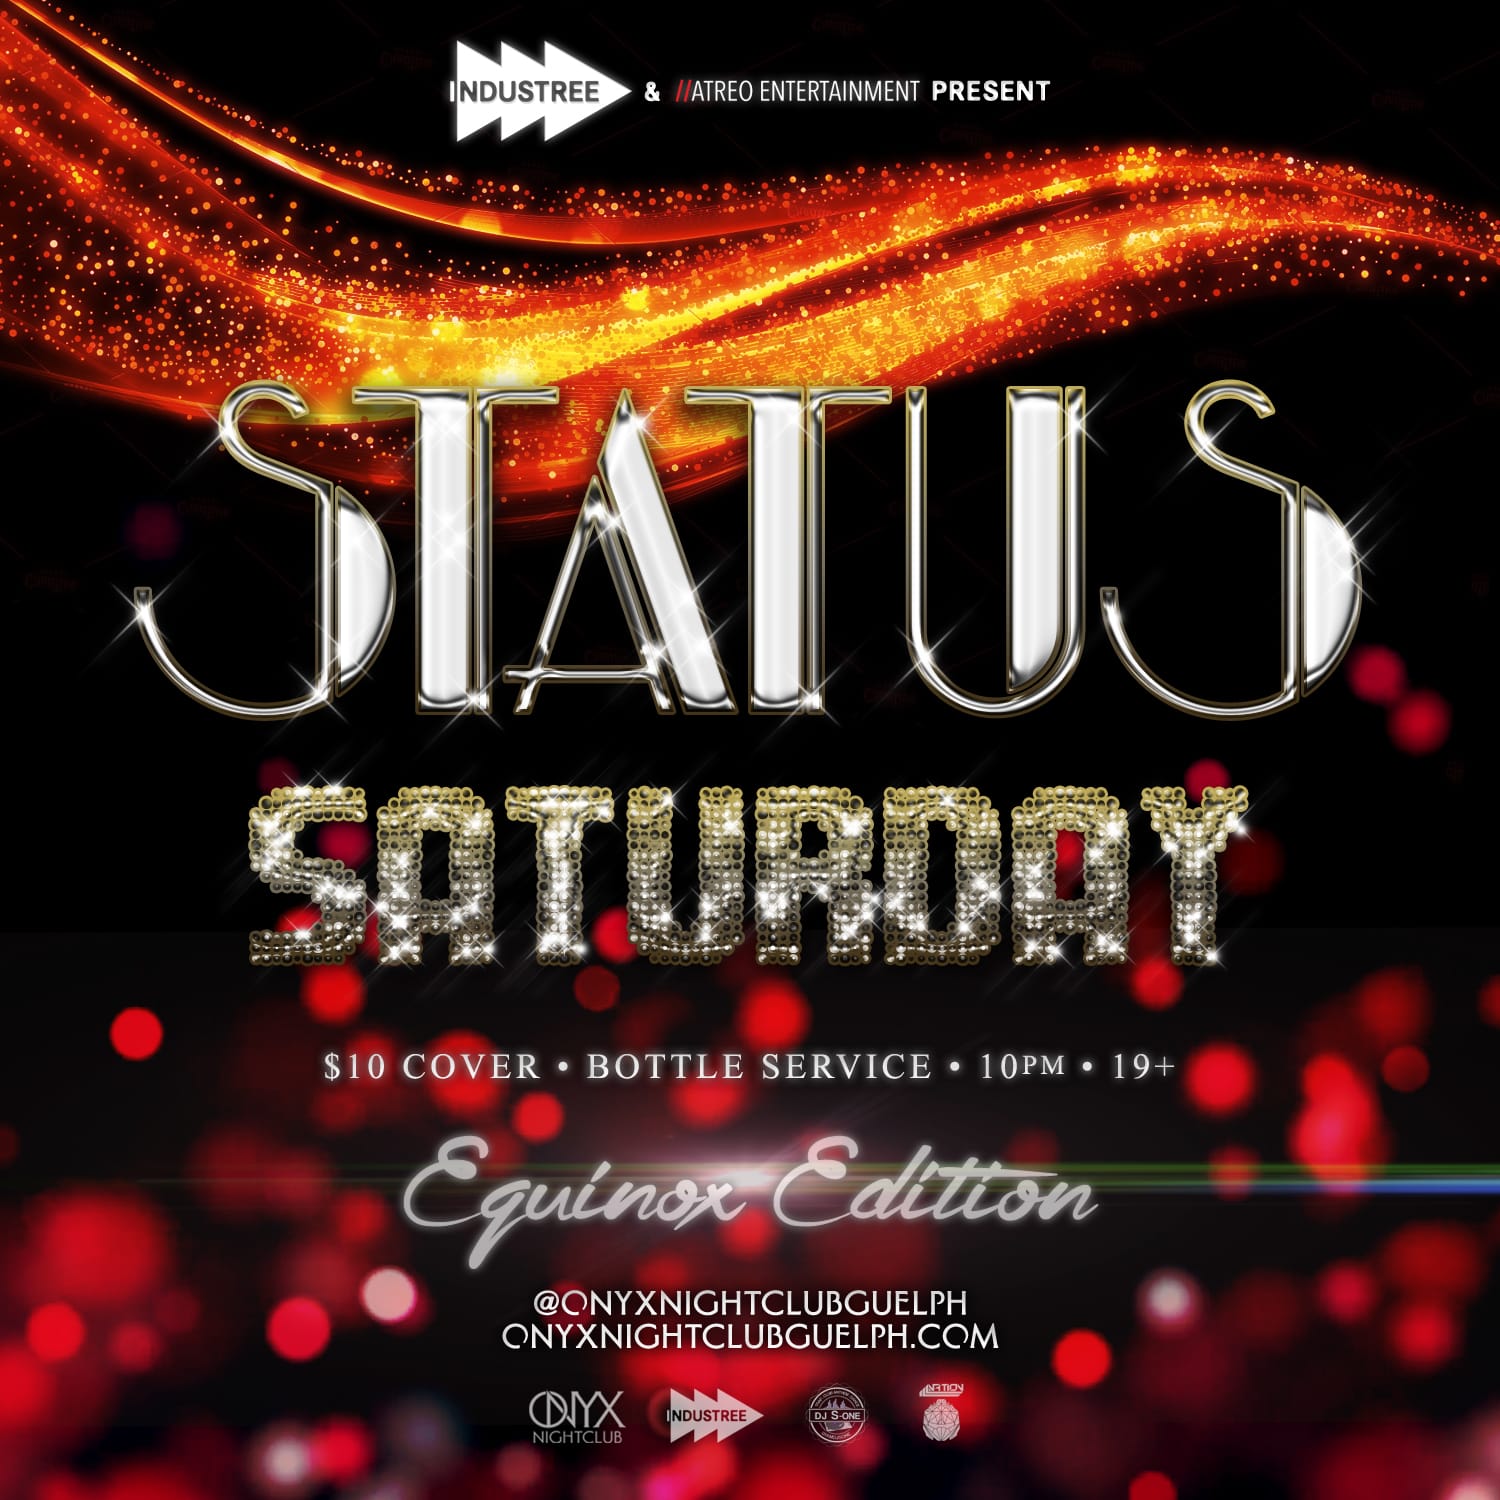 INDUSTREE & //ATREO ENTERTAINMENT PRESENT
STATUS
SATURDAY
$10 COVER • BOTTLE SERVICE • 10PM • 19+
Equinox Edition
@ONYXNIGHTCLUBGUELPH
ONYXNIGHTCLUBGUELPH.COM
ONYX
NIGHTCLUB
INDUSTREE
DJ S-ONE